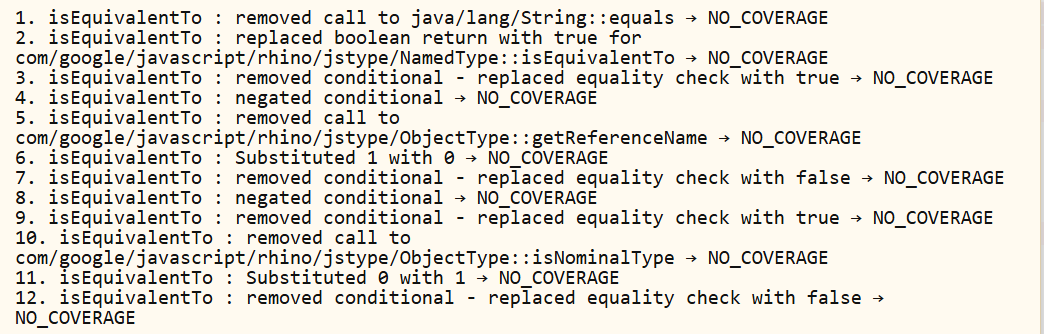 1. isEquivalentTo : removed call to java/lang/String::equals → NO_COVERAGE
2. isEquivalentTo : replaced boolean return with true for
com/google/javascript/rhino/jstype/NamedType::isEquivalentTo → NO_COVERAGE
3. isEquivalentTo : removed conditional - replaced equality check with true → NO_COVERAGE
4. isEquivalentTo : negated conditional → NO_COVERAGE
5. isEquivalentTo : removed call to
com/google/javascript/rhino/jstype/ObjectType::getReferenceName → NO_COVERAGE
6. isEquivalentTo : Substituted 1 with 0 → NO_COVERAGE
7. isEquivalentTo : removed conditional - replaced equality check with false → NO_COVERAGE
8. isEquivalentTo : negated conditional → NO_COVERAGE
9. isEquivalentTo : removed conditional - replaced equality check with true → NO_COVERAGE
10. isEquivalentTo : removed call to
com/google/javascript/rhino/jstype/ObjectType::isNominalType → NO_COVERAGE
11. isEquivalentTo : Substituted 0 with 1 → NO_COVERAGE
12. isEquivalentTo : removed conditional - replaced equality check with false →
NO_COVERAGE